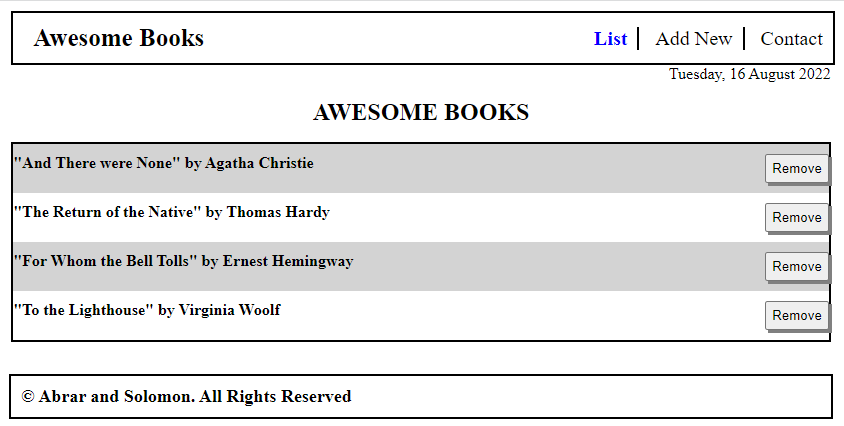 Awesome Books
List Add New Contact
Tuesday, 16 August 2022
AWESOME BOOKS
"And There were None" by Agatha Christie Remove
"The Return of the Native" by Thomas Hardy Remove
"For Whom the Bell Tolls" by Ernest Hemingway Remove
"To the Lighthouse" by Virginia Woolf Remove
© Abrar and Solomon. All Rights Reserved